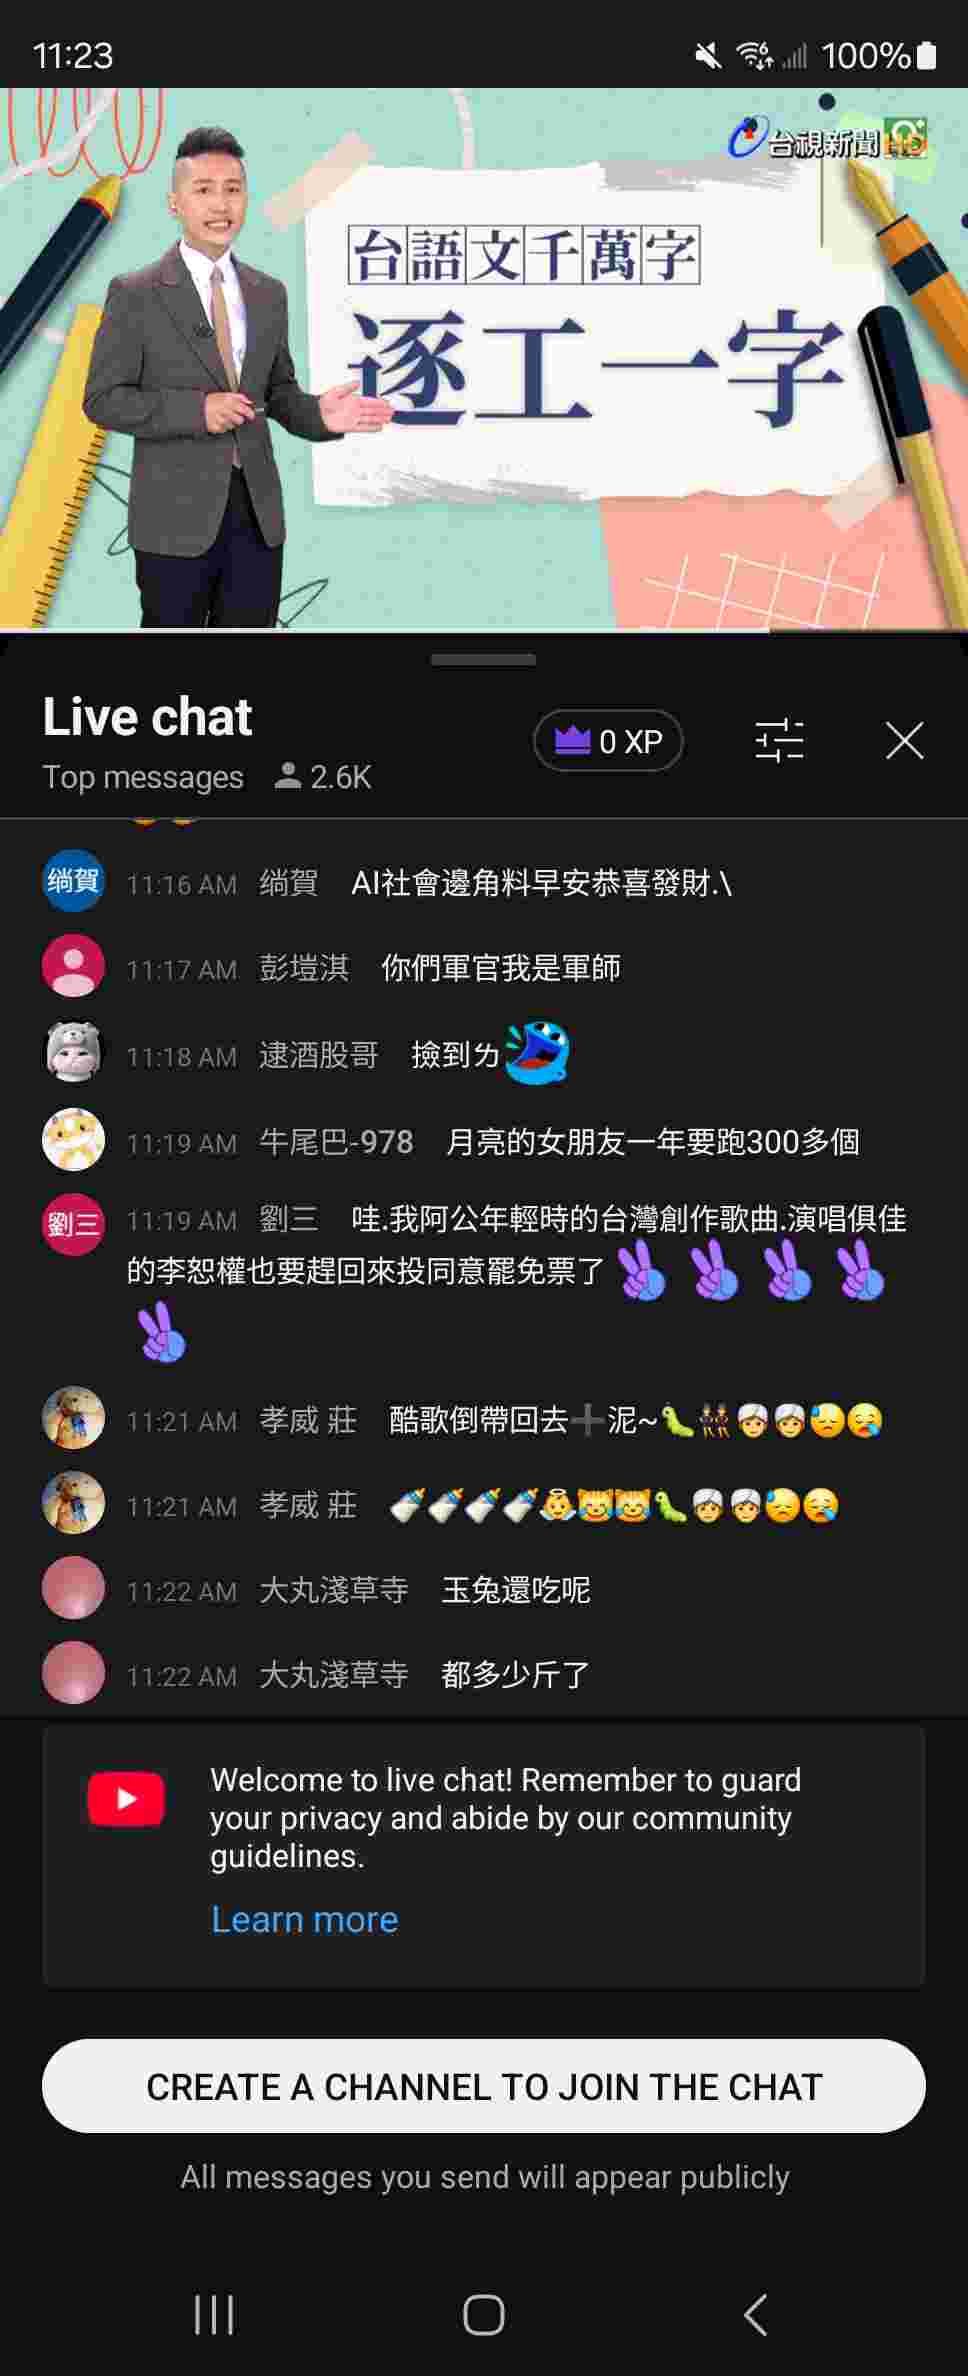 11:23
100%
台視新聞 HD
台語文千萬字
逐工一字
Live chat
0 XP
Top messages 2.6K
绱賀 11:16 AM 绱賀 AI社會邊角料早安恭喜發財.\
11:17 AM 彭塏淇 你們軍官我是軍師
11:18 AM 逮酒股哥 撿到ㄌ
11:19 AM 牛尾巴-978 月亮的女朋友一年要跑300多個
劉三 11:19 AM 劉三 哇.我阿公年輕時的台灣創作歌曲.演唱俱佳
的李恕權也要趕回來投同意罷免票了
11:21 AM 孝威 莊 酷歌倒帶回去➕泥~🐛👯🏻👳🏻👳🏻😓😪
11:21 AM 孝威 莊 🍼🍼🍼🍼👼😹😹🐛👳🏻👳🏻😓😪
11:22 AM 大丸淺草寺 玉兔還吃呢
11:22 AM 大丸淺草寺 都多少斤了
Welcome to live chat! Remember to guard
your privacy and abide by our community
guidelines.
Learn more
CREATE A CHANNEL TO JOIN THE CHAT
All messages you send will appear publicly